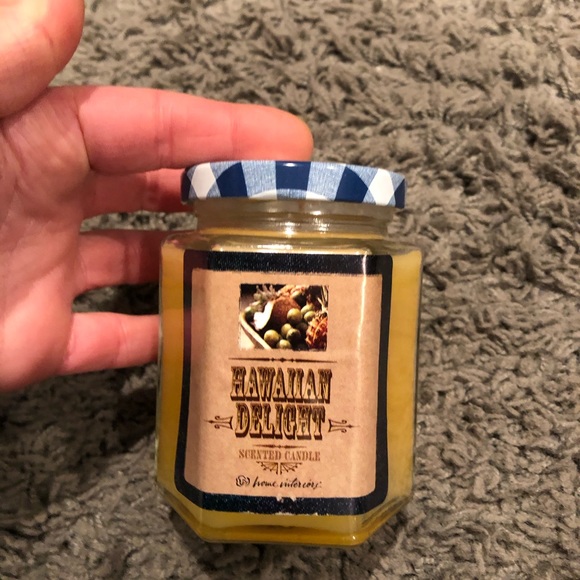 HAWAIIAN
DELIGHT
SCENTED CANDLE
home interiors